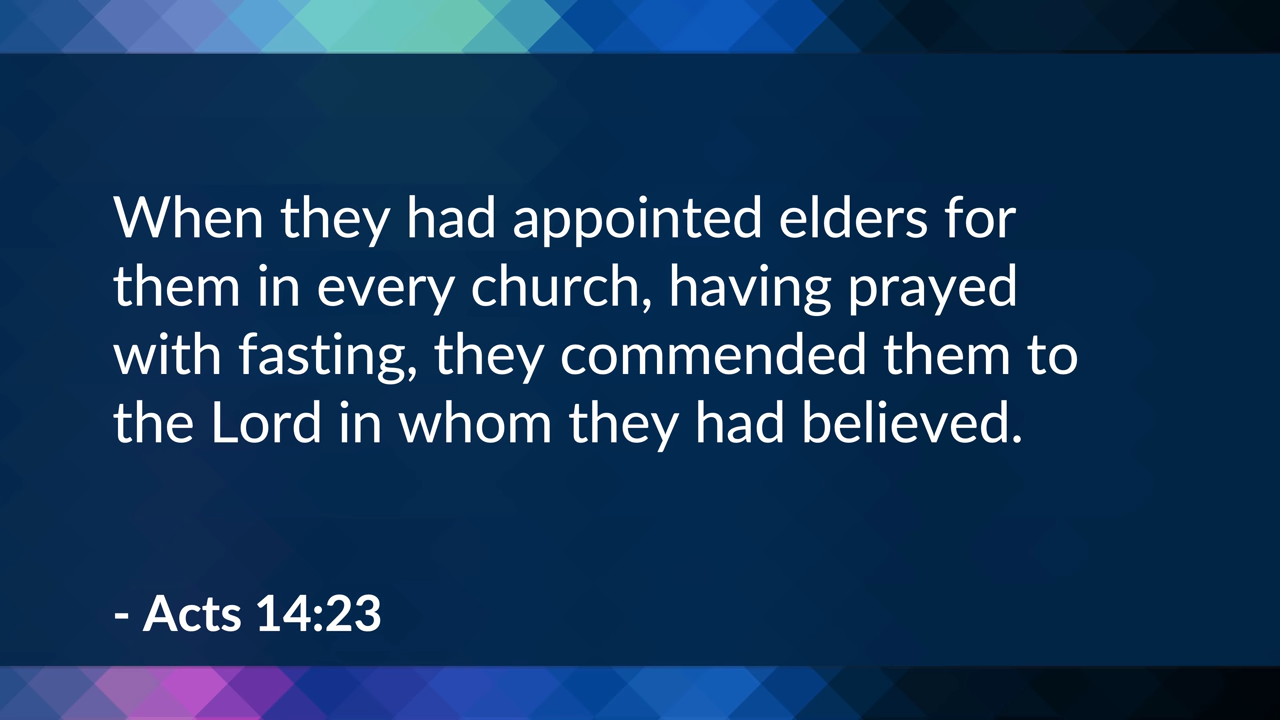 When they had appointed elders for
them in every church, having prayed
with fasting, they commended them to
the Lord in whom they had believed.
- Acts 14:23